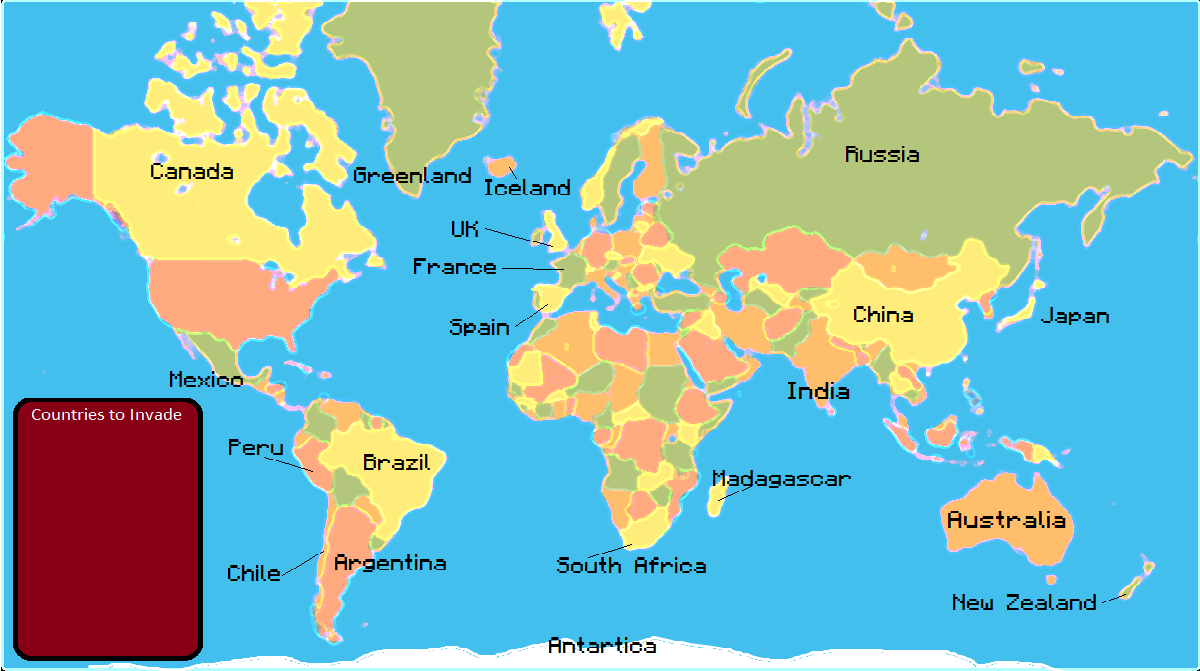 Canada
Greenland
Iceland
Russia
UK
France
Spain
China
Japan
Mexico
India
Countries to Invade
Peru
Brazil
Madagascar
Australia
Chile
Argentina
South Africa
New Zealand
Antartica